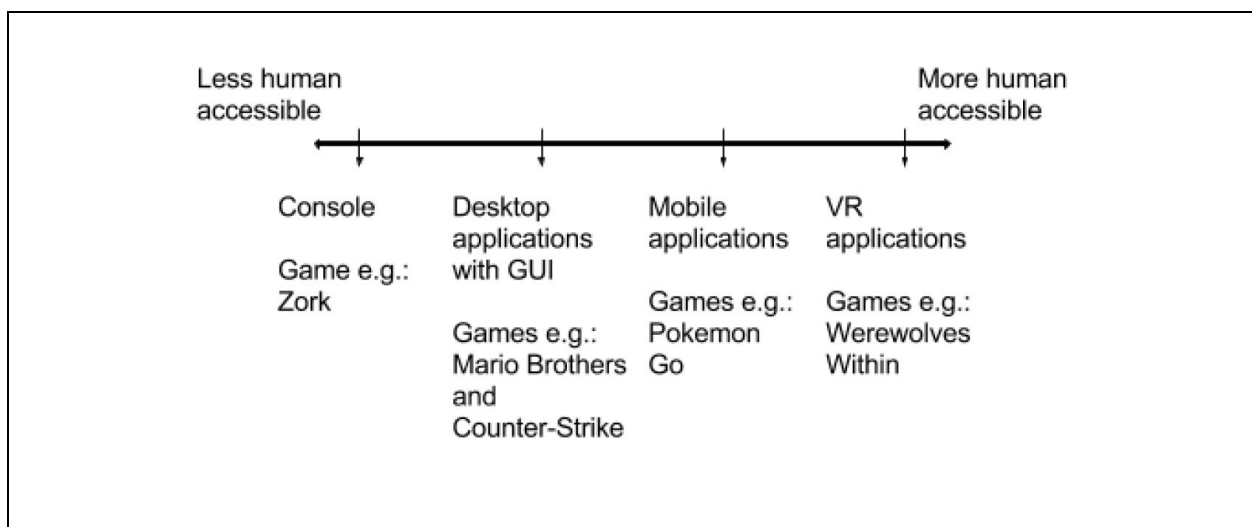 Less human
accessible
More human
accessible
Console
Game e.g.:
Zork
Desktop
applications
with GUI
Games e.g.:
Mario Brothers
and
Counter-Strike
Mobile
applications
Games e.g.:
Pokemon
Go
VR
applications
Games e.g.:
Werewolves
Within